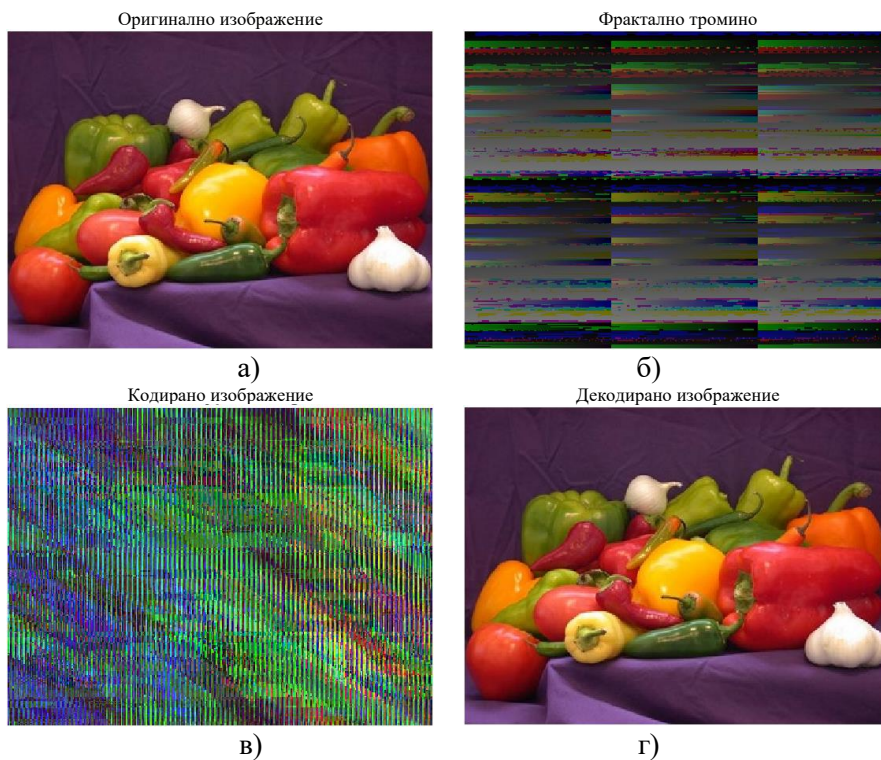 Оригинално изображение
Фрактално тромино
а)
б)
Кодирано изображение
Декодирано изображение
в)
г)